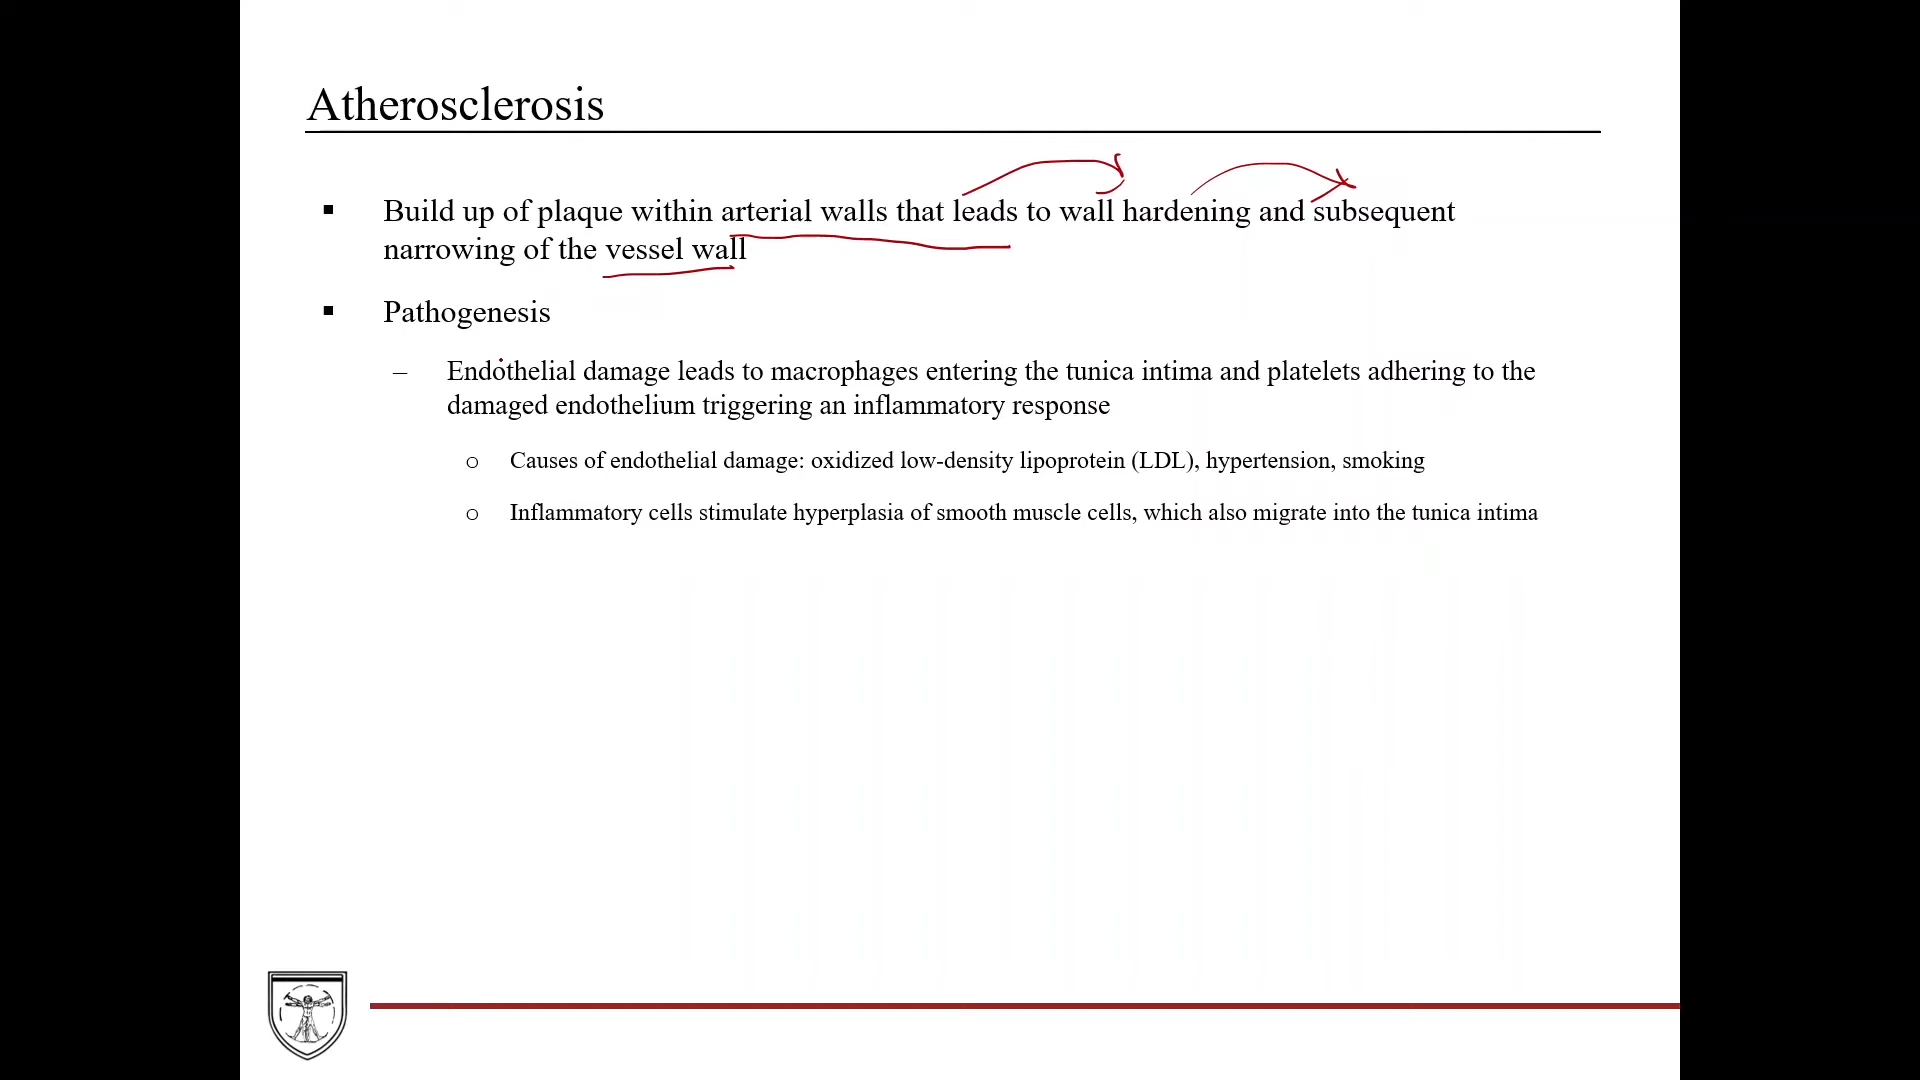 Atherosclerosis
▪ Build up of plaque within arterial walls that leads to wall hardening and subsequent
narrowing of the vessel wall
▪ Pathogenesis
– Endothelial damage leads to macrophages entering the tunica intima and platelets adhering to the
damaged endothelium triggering an inflammatory response
o Causes of endothelial damage: oxidized low-density lipoprotein (LDL), hypertension, smoking
o Inflammatory cells stimulate hyperplasia of smooth muscle cells, which also migrate into the tunica intima